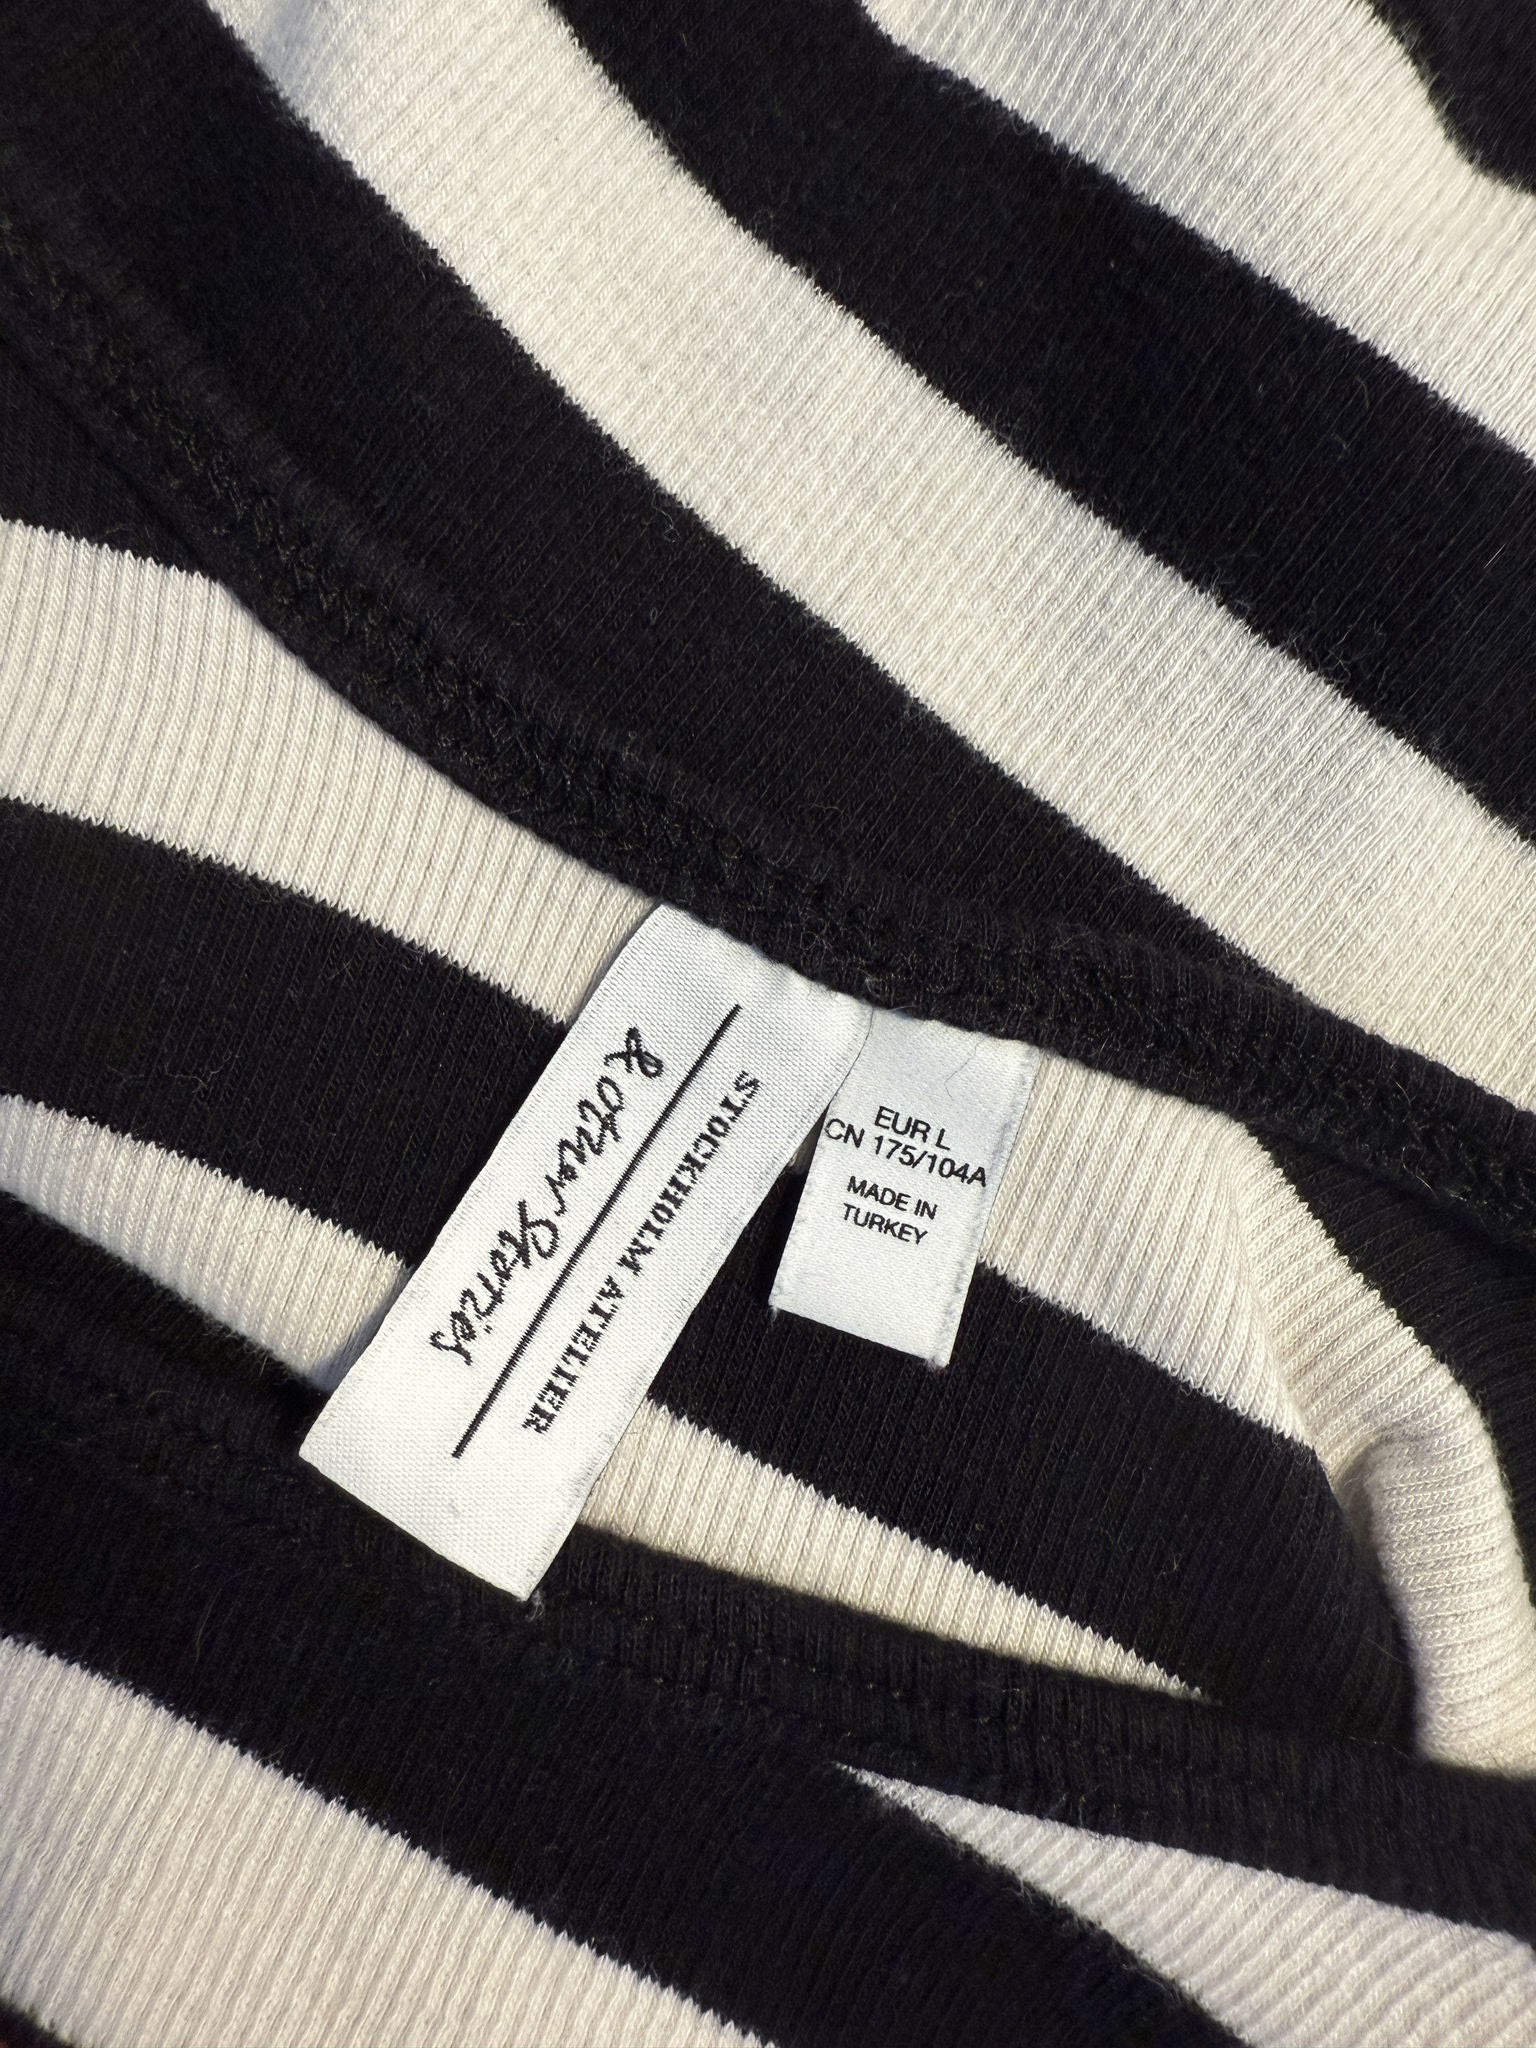 & other Stories
STOCKHOLM ATELIER
EUR L
CN 175/104A
MADE IN
TURKEY